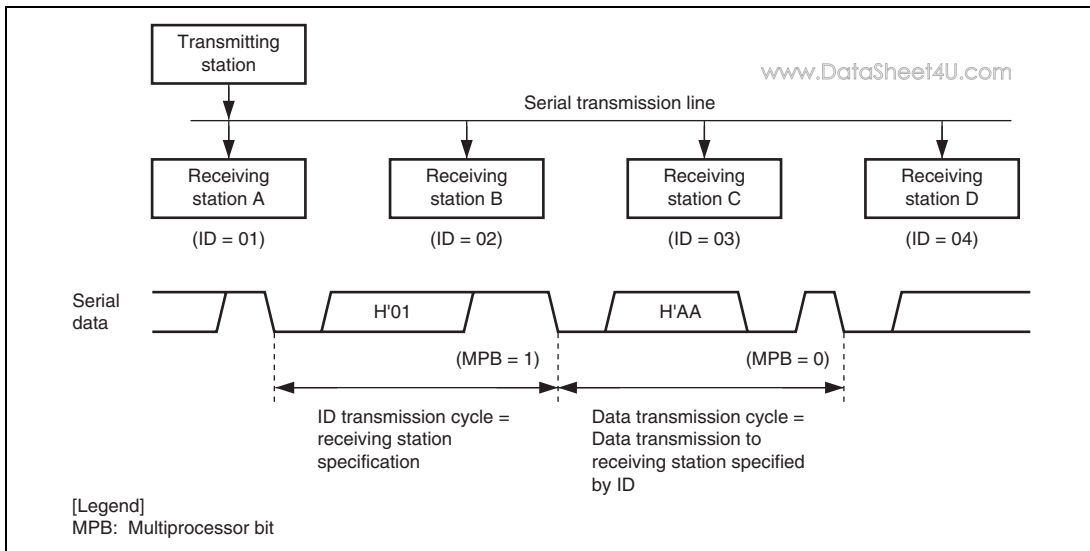 Transmitting
station
www.DataSheet4U.com
Serial transmission line
Receiving
station A
Receiving
station B
Receiving
station C
Receiving
station D
(ID = 01)
(ID = 02)
(ID = 03)
(ID = 04)
Serial
data
H'01
H'AA
(MPB = 1)
(MPB = 0)
ID transmission cycle =
receiving station
specification
Data transmission cycle =
Data transmission to
receiving station specified
by ID
[Legend]
MPB: Multiprocessor bit